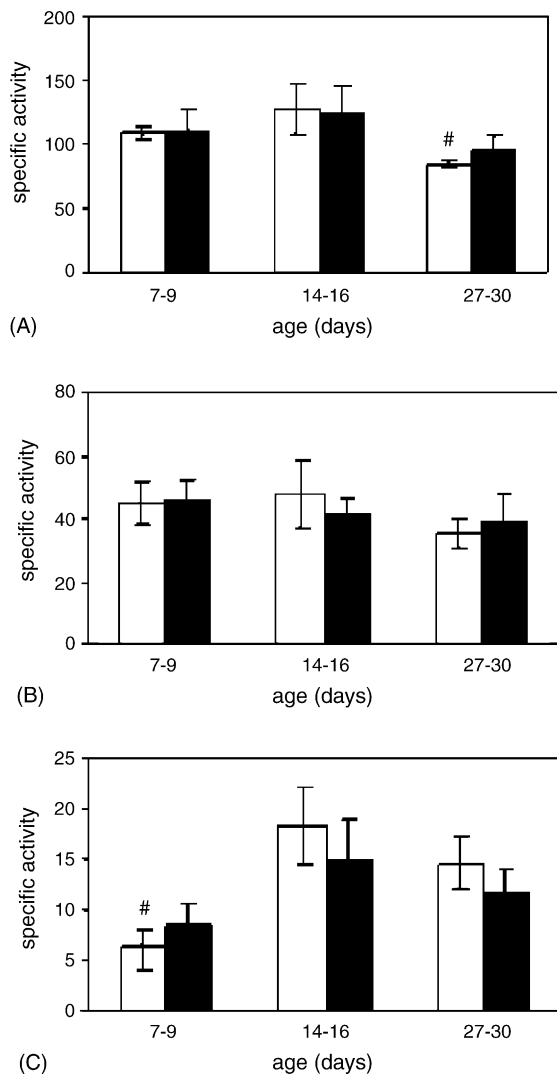 200
150
100
50
0
specific activity
#
7-9 14-16 27-30
(A) age (days)
80
60
40
20
0
specific activity
7-9 14-16 27-30
(B) age (days)
25
20
15
10
5
0
specific activity
#
7-9 14-16 27-30
(C) age (days)